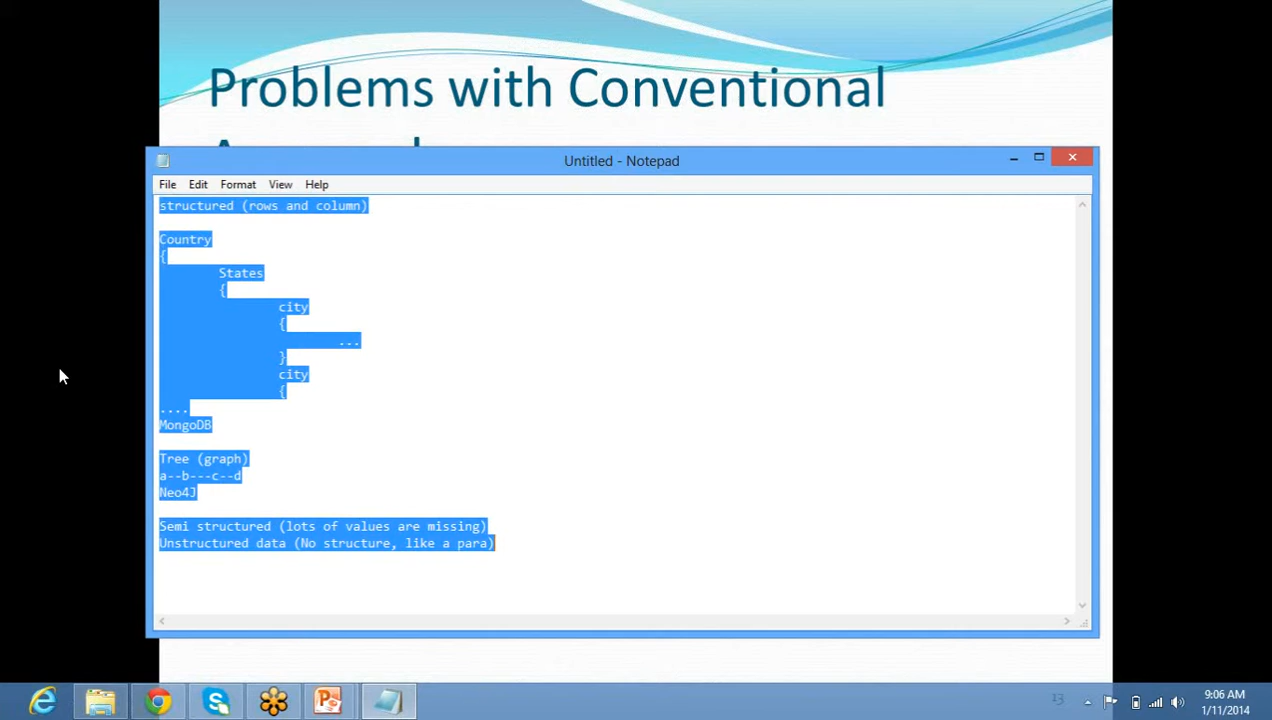 Problems with Conventional
Untitled - Notepad
File Edit Format View Help
structured (rows and column)
Country
{
States
{
city
{
...
}
city
{
....
MongoDB
Tree (graph)
a--b---c--d
Neo4J
Semi structured (lots of values are missing)
Unstructured data (No structure, like a para)
9:06 AM
1/11/2014